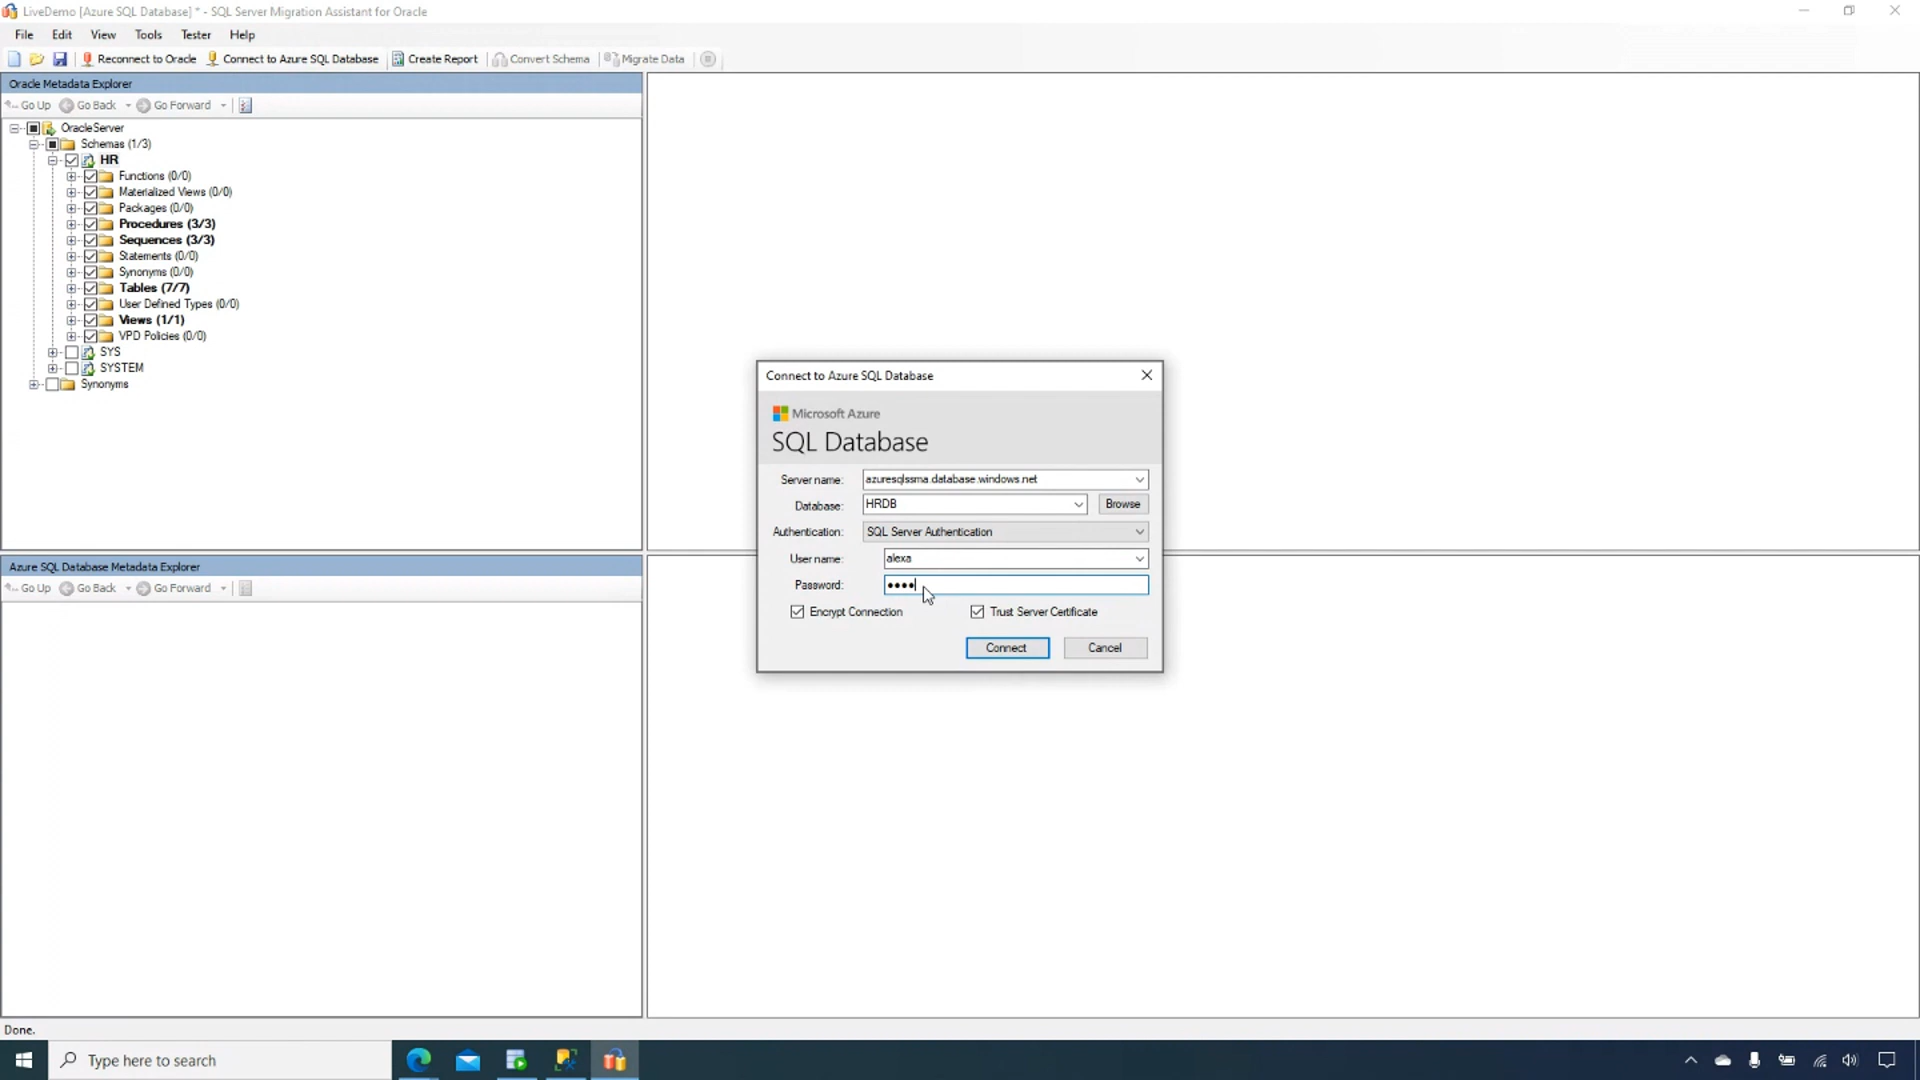 LiveDemo [Azure SQL Database] * - SQL Server Migration Assistant for Oracle
File Edit View Tools Tester Help
Reconnect to Oracle Connect to Azure SQL Database Create Report Convert Schema Migrate Data
Oracle Metadata Explorer
Go Up Go Back Go Forward
OracleServer
Schemas (1/3)
HR
Functions (0/0)
Materialized Views (0/0)
Packages (0/0)
Procedures (3/3)
Sequences (3/3)
Statements (0/0)
Synonyms (0/0)
Tables (7/7)
User Defined Types (0/0)
Views (1/1)
VPD Policies (0/0)
SYS
SYSTEM
Synonyms
Connect to Azure SQL Database
Microsoft Azure
SQL Database
Server name: azuresqlssma.database.windows.net
Database: HRDB Browse
Authentication: SQL Server Authentication
User name: alexa
Password: ••••
Encrypt Connection Trust Server Certificate
Connect Cancel
Azure SQL Database Metadata Explorer
Go Up Go Back Go Forward
Done.
Type here to search